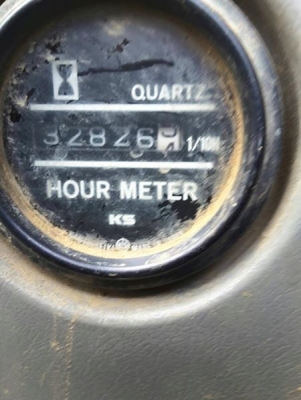 QUARTZ
32826 1/10H
HOUR METER
KS